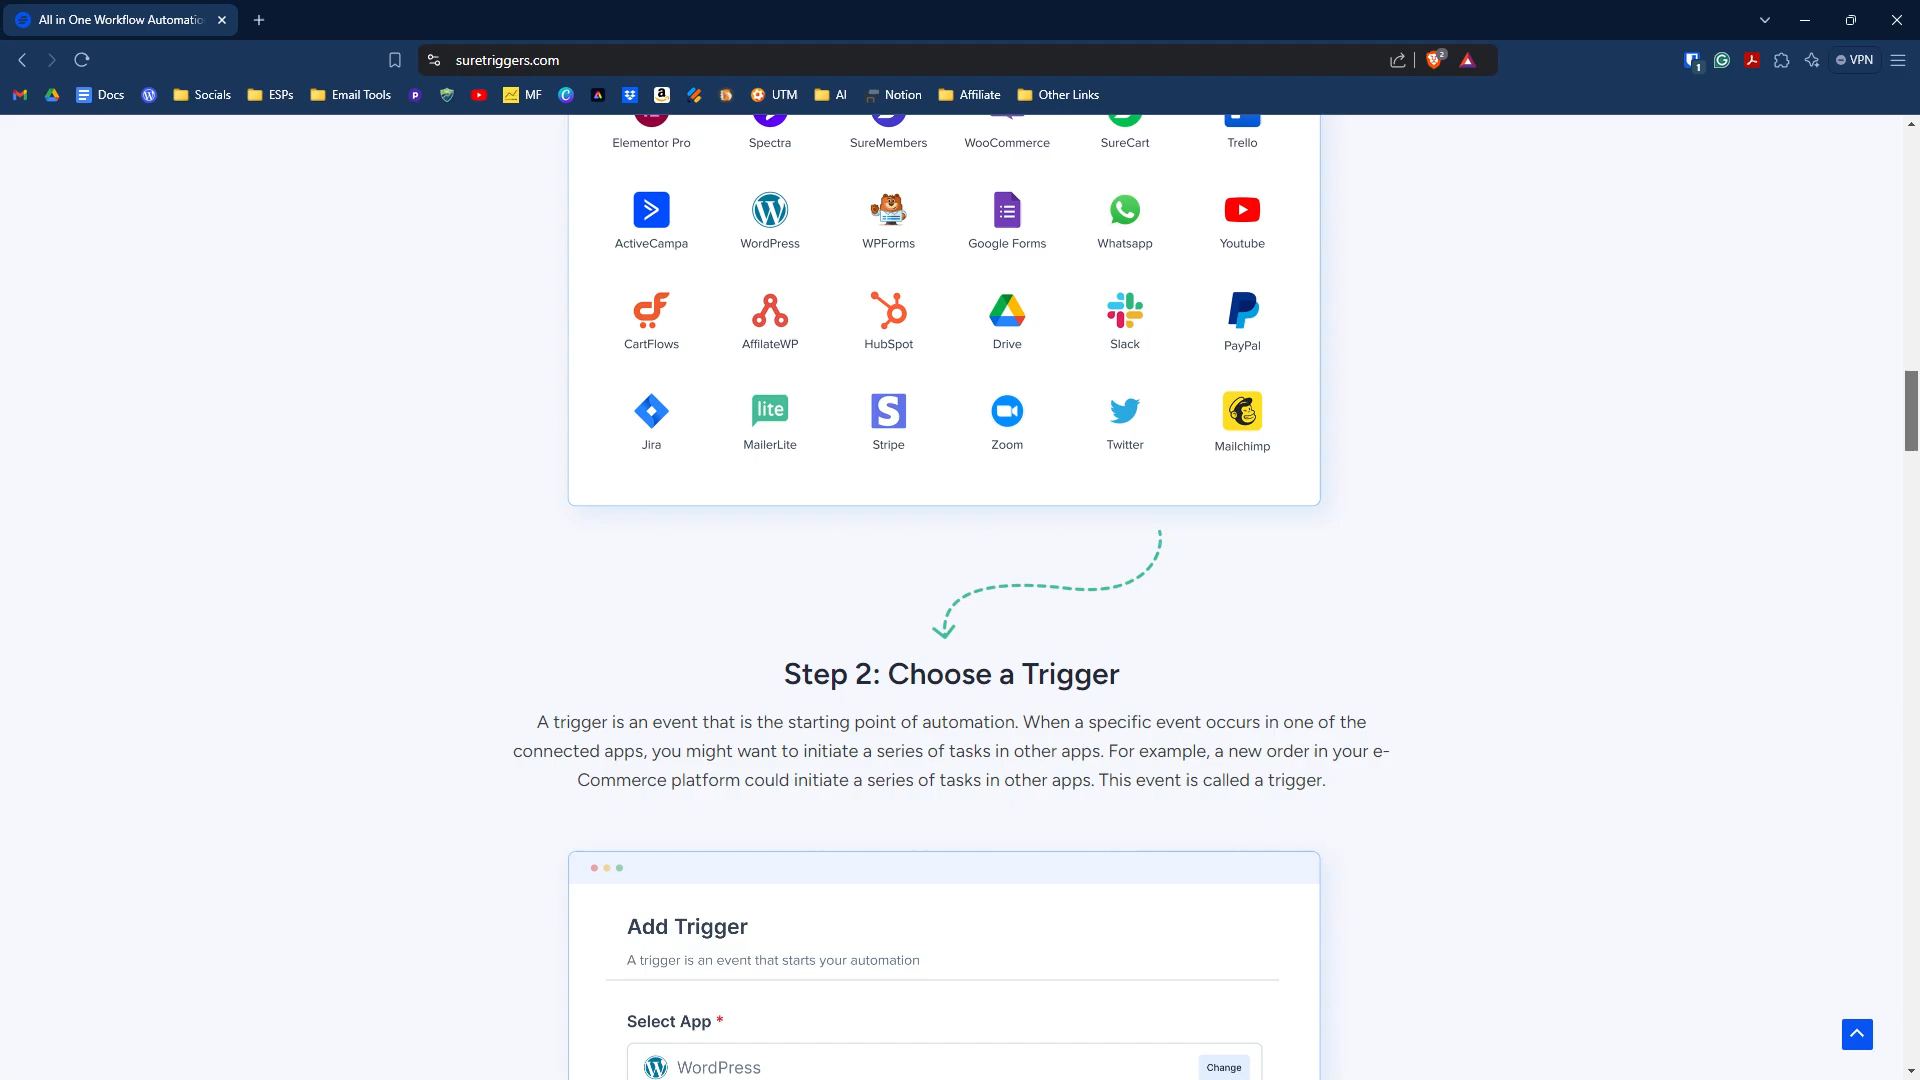 All in One Workflow Automatio
suretriggers.com
2
1
VPN
Docs
Socials
ESPs
Email Tools
MF
UTM
AI
Notion
Affiliate
Other Links
Elementor Pro
Spectra
SureMembers
WooCommerce
SureCart
Trello
ActiveCampa
WordPress
WPForms
Google Forms
Whatsapp
Youtube
CartFlows
AffilateWP
HubSpot
Drive
Slack
PayPal
lite
Jira
MailerLite
Stripe
Zoom
Twitter
Mailchimp
Step 2: Choose a Trigger
A trigger is an event that is the starting point of automation. When a specific event occurs in one of the
connected apps, you might want to initiate a series of tasks in other apps. For example, a new order in your e-
Commerce platform could initiate a series of tasks in other apps. This event is called a trigger.
Add Trigger
A trigger is an event that starts your automation
Select App *
WordPress
Change